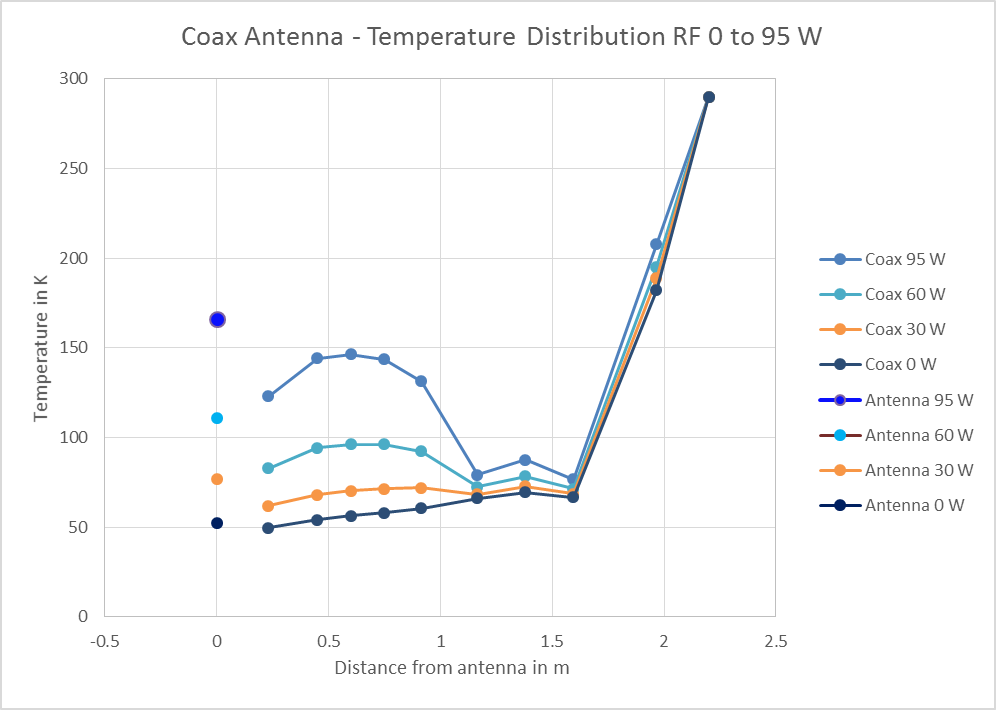 Coax Antenna - Temperature Distribution RF 0 to 95 W
Temperature in K
300
250
200
150
100
50
0
-0.5
0
0.5
1
1.5
2
2.5
Distance from antenna in m
Coax 95 W
Coax 60 W
Coax 30 W
Coax 0 W
Antenna 95 W
Antenna 60 W
Antenna 30 W
Antenna 0 W